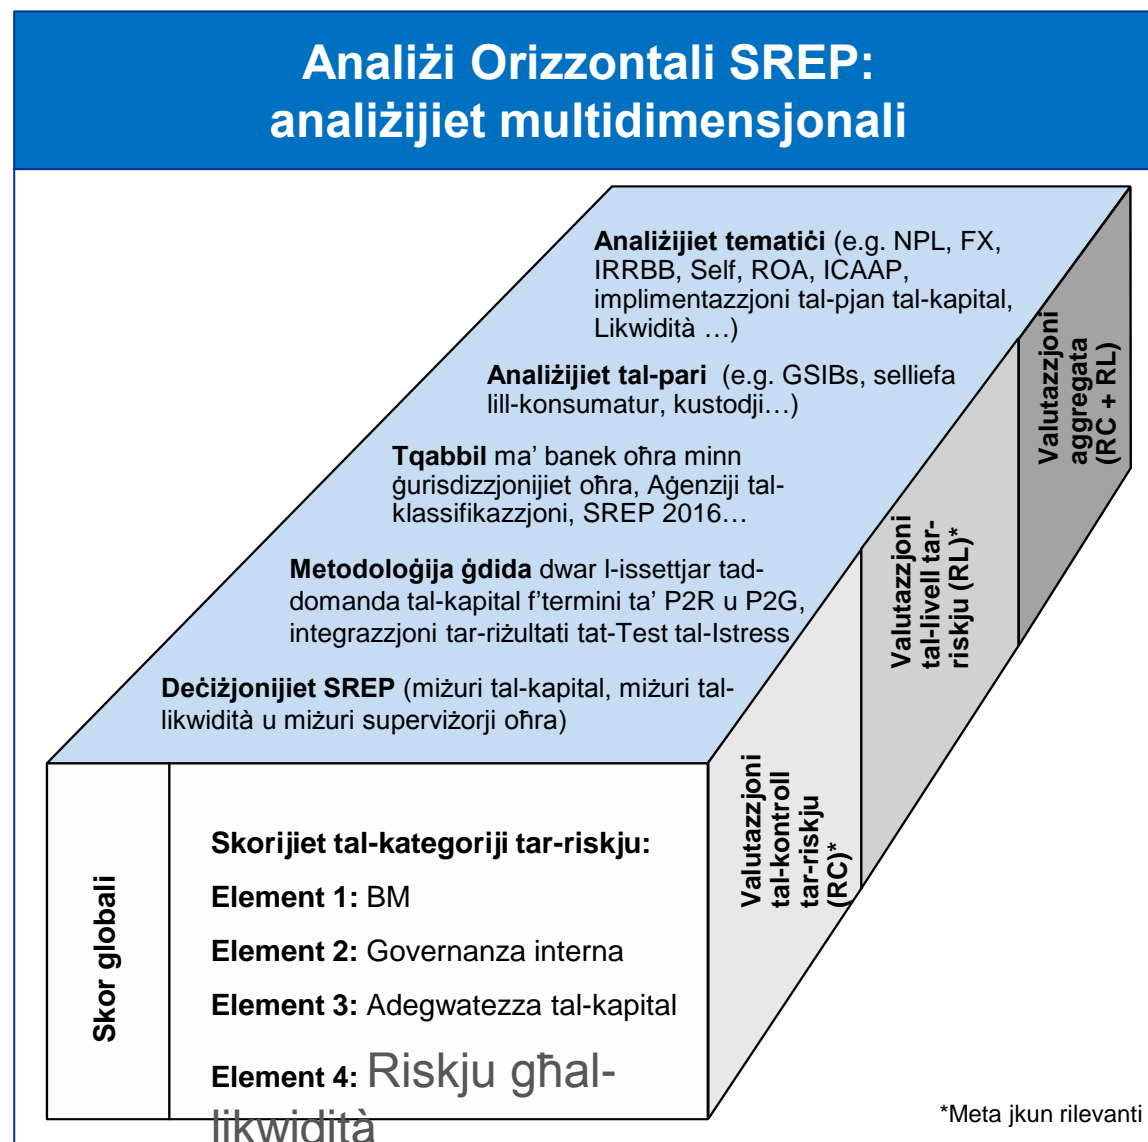 Analiżi Orizzontali SREP:
analiżijiet multidimensjonali
Analiżijiet tematiċi (e.g. NPL, FX,
IRRBB, Self, ROA, ICAAP,
implimentazzjoni tal-pjan tal-kapital,
Likwidità …)
Analiżijiet tal-pari (e.g. GSIBs, selliefa
lill-konsumatur, kustodji…)
Tqabbil ma' banek oħra minn
ġurisdizzjonijiet oħra, Aġenziji tal-
klassifikazzjoni, SREP 2016…
Metodoloġija ġdida dwar l-issettjar tad-
domanda tal-kapital f'termini ta' P2R u P2G,
integrazzjoni tar-riżultati tat-Test tal-Istress
Deċiżjonijiet SREP (miżuri tal-kapital, miżuri tal-
likwidità u miżuri superviżorji oħra)
Skor globali
Skorijiet tal-kategoriji tar-riskju:
Element 1: BM
Element 2: Governanza interna
Element 3: Adegwatezza tal-kapital
Element 4: Riskju għal-
likwidità
Valutazzjoni
tal-kontroll
tar-riskju
(RC)*
Valutazzjoni
tal-livell tar-
riskju (RL)*
Valutazzjoni
aggregata
(RC + RL)
*Meta jkun rilevanti